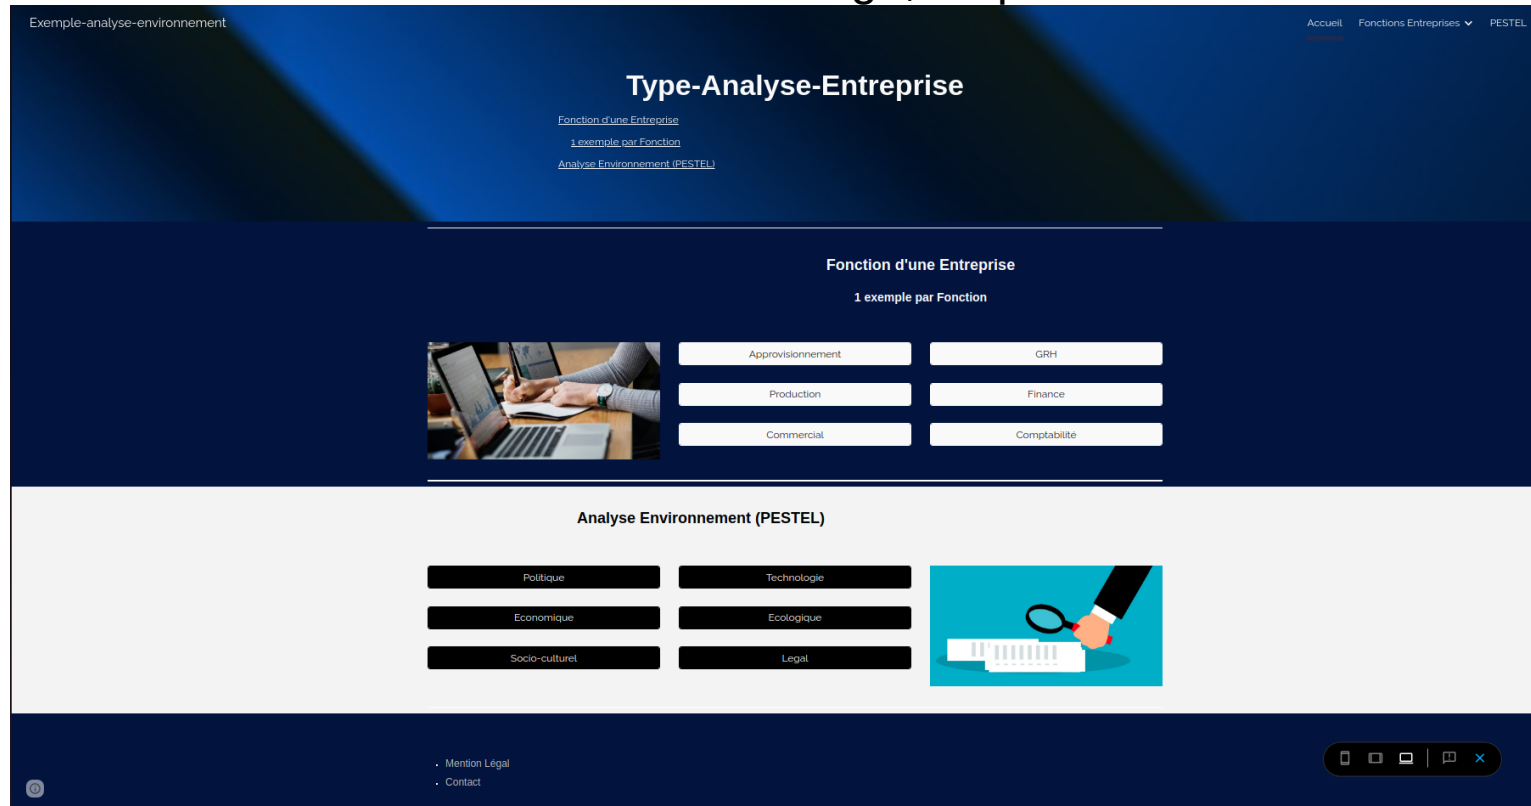 Exemple-analyse-environnement
Accueil Fonctions Entreprises PESTEL
Type-Analyse-Entreprise
Fonction d'une Entreprise
1 exemple par Fonction
Analyse Environnement (PESTEL)
Fonction d'une Entreprise
1 exemple par Fonction
Approvisionnement GRH
Production Finance
Commercial Comptabilité
Analyse Environnement (PESTEL)
Politique Technologie
Economique Ecologique
Socio-culturel Legal
Mention Légal
Contact